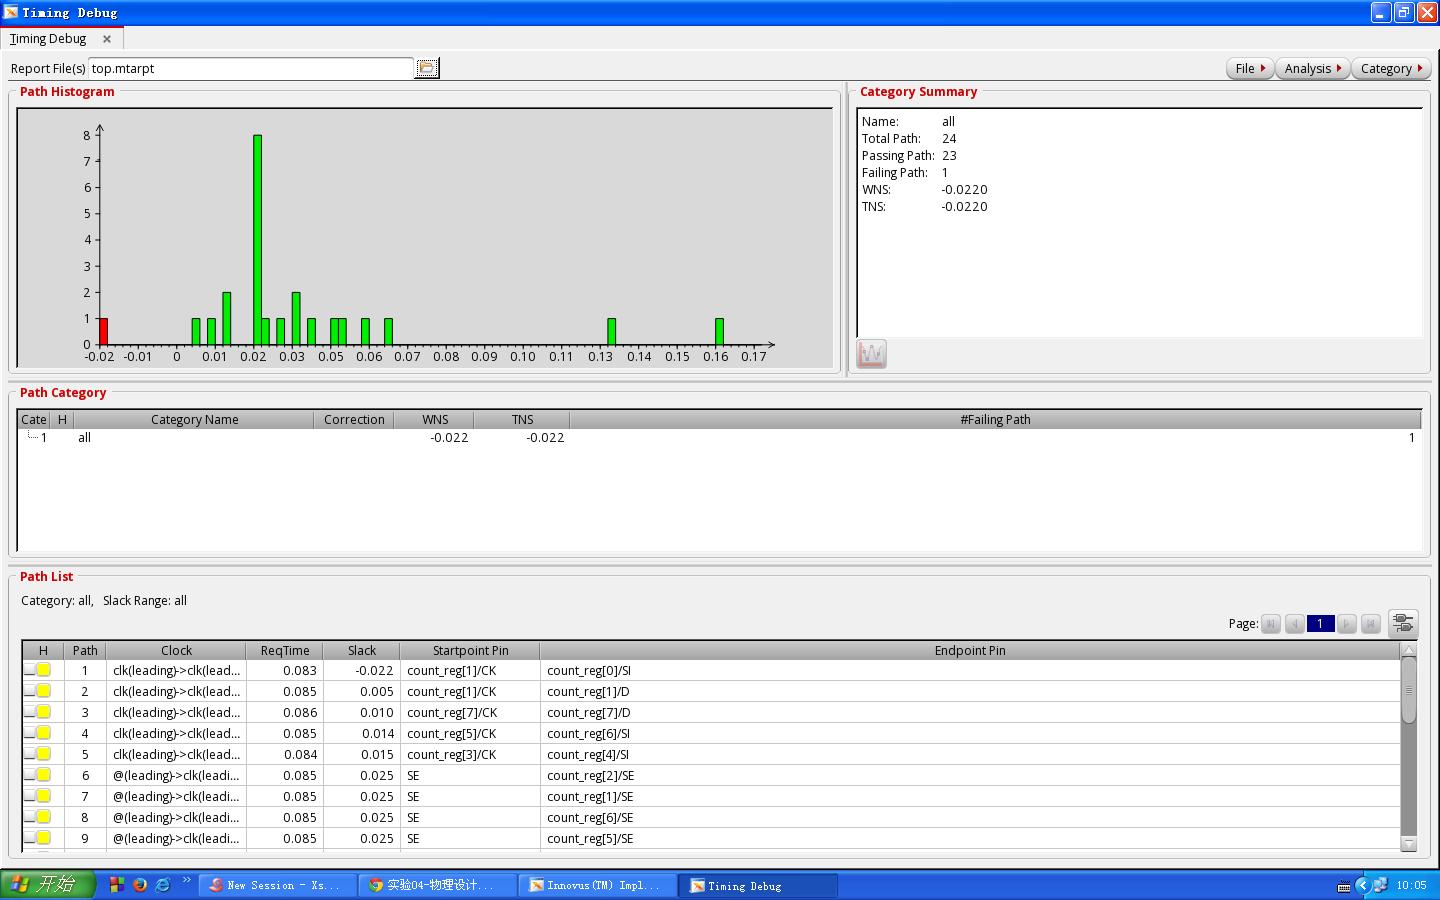 Timing Debug
Timing Debug
Report File(s) top.mtarpt File Analysis Category
Path Histogram
8
7
6
5
4
3
2
1
0
-0.02 -0.01 0 0.01 0.02 0.03 0.04 0.05 0.06 0.07 0.08 0.09 0.10 0.11 0.12 0.13 0.14 0.15 0.16 0.17
Category Summary
Name: all
Total Path: 24
Passing Path: 23
Failing Path: 1
WNS: -0.0220
TNS: -0.0220
Path Category
Cate H Category Name Correction WNS TNS #Failing Path
1 all -0.022 -0.022 1
Path List
Category: all, Slack Range: all
Page: 1
H Path Clock ReqTime Slack Startpoint Pin Endpoint Pin
1 clk(leading)->clk(lead... 0.083 -0.022 count_reg[1]/CK count_reg[0]/SI
2 clk(leading)->clk(lead... 0.085 0.005 count_reg[1]/CK count_reg[1]/D
3 clk(leading)->clk(lead... 0.086 0.010 count_reg[7]/CK count_reg[7]/D
4 clk(leading)->clk(lead... 0.085 0.014 count_reg[5]/CK count_reg[6]/SI
5 clk(leading)->clk(lead... 0.084 0.015 count_reg[3]/CK count_reg[4]/SI
6 @(leading)->clk(leadi... 0.085 0.025 SE count_reg[2]/SE
7 @(leading)->clk(leadi... 0.085 0.025 SE count_reg[1]/SE
8 @(leading)->clk(leadi... 0.085 0.025 SE count_reg[6]/SE
9 @(leading)->clk(leadi... 0.085 0.025 SE count_reg[5]/SE
开始 New Session - Xs... 实验04-物理设计... Innovus(TM) Impl... Timing Debug 10:05